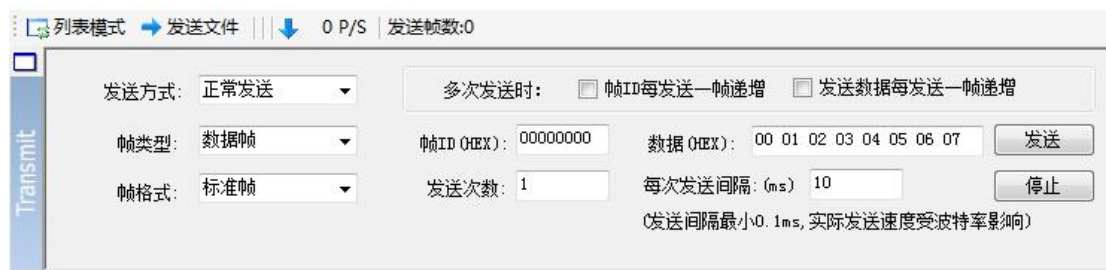 列表模式 发送文件 0 P/S 发送帧数:0
Transmit
发送方式: 正常发送 多次发送时: 帧ID每发送一帧递增 发送数据每发送一帧递增
帧类型: 数据帧 帧ID(HEX): 00000000 数据(HEX): 00 01 02 03 04 05 06 07 发送
帧格式: 标准帧 发送次数: 1 每次发送间隔:(ms) 10 停止
(发送间隔最小0.1ms,实际发送速度受波特率影响)